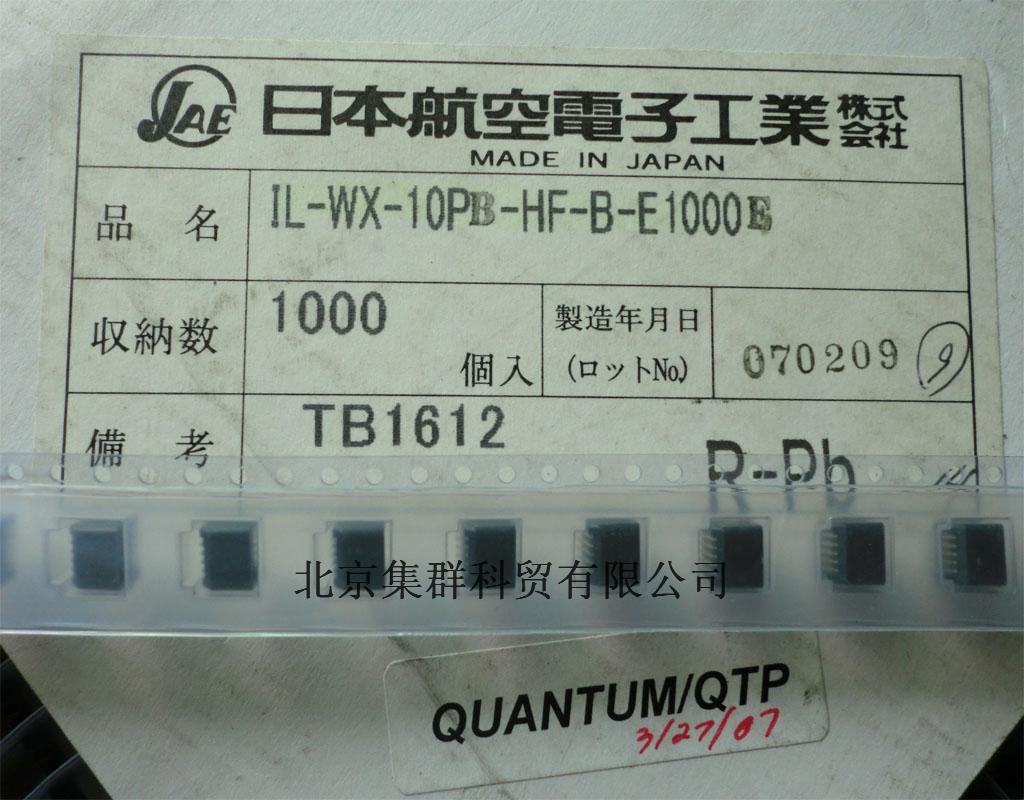 JAE 日本航空電子工業 株式会社
MADE IN JAPAN
品名 IL-WX-10PB-HF-B-E1000E
収納数 1000 個入 製造年月日 (ロットNo.) 070209 9
備考 TB1612
R-Pb
北京集群科贸有限公司
QUANTUM/QTP
3/27/07